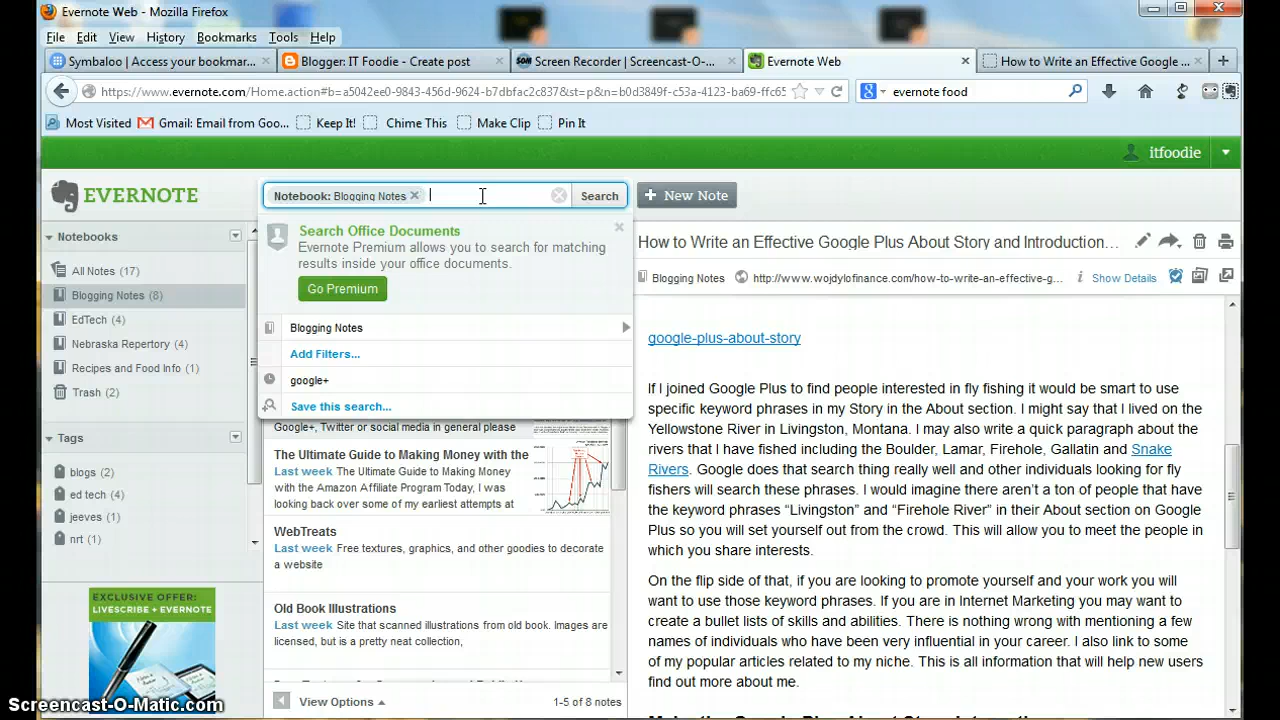 Evernote Web - Mozilla Firefox
File Edit View History Bookmarks Tools Help
Symbaloo | Access your bookmar... × Blogger: IT Foodie - Create post × Screen Recorder | Screencast-O-... × Evernote Web × How to Write an Effective Google ... × +
https://www.evernote.com/Home.action#b=a5042ee0-9843-456d-9624-b7dbfac2e837&st=p&n=b0d3849f-c53a-4123-ba69-ffc65 evernote food
Most Visited Gmail: Email from Goo... Keep It! Chime This Make Clip Pin It
itfoodie
EVERNOTE
Notebook: Blogging Notes × Search
+ New Note
Notebooks
All Notes (17)
Blogging Notes (8)
EdTech (4)
Nebraska Repertory (4)
Recipes and Food Info (1)
Trash (2)
Tags
blogs (2)
ed tech (4)
jeeves (1)
nrt (1)
EXCLUSIVE OFFER:
LIVESCRIBE + EVERNOTE
Search Office Documents
Evernote Premium allows you to search for matching
results inside your office documents.
Go Premium
Blogging Notes
Add Filters...
google+
Save this search...
Google+, Twitter or social media in general please
The Ultimate Guide to Making Money with the
Last week The Ultimate Guide to Making Money
with the Amazon Affiliate Program Today, I was
looking back over some of my earliest attempts at
WebTreats
Last week Free textures, graphics, and other goodies to decorate
a website
Old Book Illustrations
Last week Site that scanned illustrations from old book. Images are
licensed, but is a pretty neat collection,
View Options 1-5 of 8 notes
How to Write an Effective Google Plus About Story and Introduction...
Blogging Notes http://www.wojdylofinance.com/how-to-write-an-effective-g... Show Details
google-plus-about-story
If I joined Google Plus to find people interested in fly fishing it would be smart to use
specific keyword phrases in my Story in the About section. I might say that I lived on the
Yellowstone River in Livingston, Montana. I may also write a quick paragraph about the
rivers that I have fished including the Boulder, Lamar, Firehole, Gallatin and Snake
Rivers. Google does that search thing really well and other individuals looking for fly
fishers will search these phrases. I would imagine there aren't a ton of people that have
the keyword phrases “Livingston” and “Firehole River” in their About section on Google
Plus so you will set yourself out from the crowd. This will allow you to meet the people in
which you share interests.
On the flip side of that, if you are looking to promote yourself and your work you will
want to use those keyword phrases. If you are in Internet Marketing you may want to
create a bullet lists of skills and abilities. There is nothing wrong with mentioning a few
names of individuals who have been very influential in your career. I also link to some
of my popular articles related to my niche. This is all information that will help new users
find out more about me.
Screencast-O-Matic.com